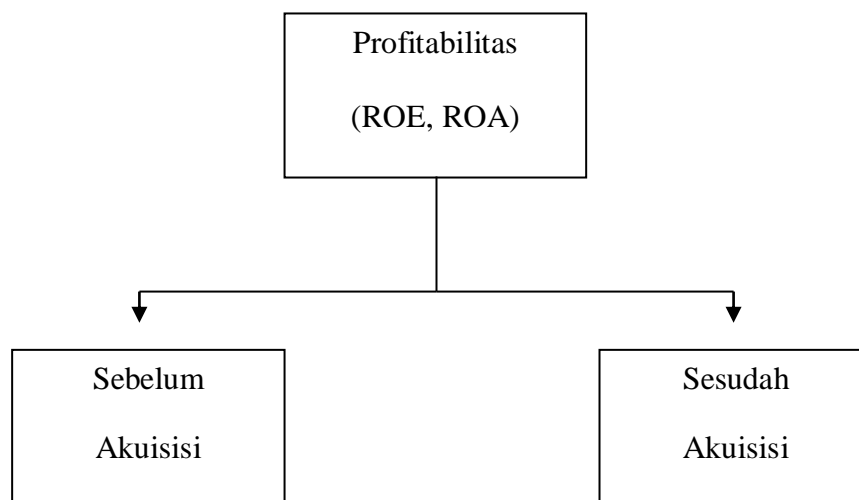 Profitabilitas
(ROE, ROA)
Sebelum
Akuisisi
Sesudah
Akuisisi